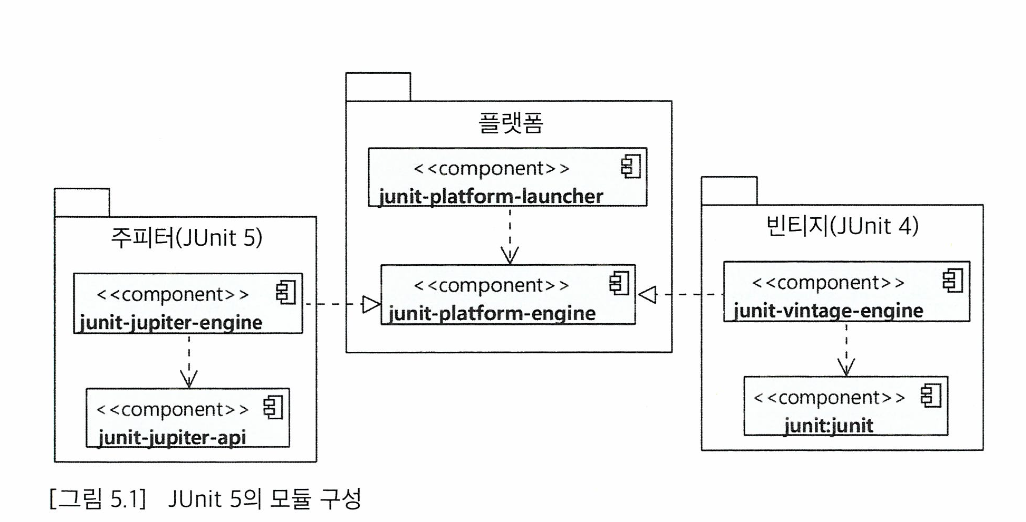 플랫폼
<<component>>
junit-platform-launcher
<<component>>
junit-platform-engine
주피터(JUnit 5)
<<component>>
junit-jupiter-engine
<<component>>
junit-jupiter-api
빈티지(JUnit 4)
<<component>>
junit-vintage-engine
<<component>>
junit:junit
[그림 5.1] JUnit 5의 모듈 구성